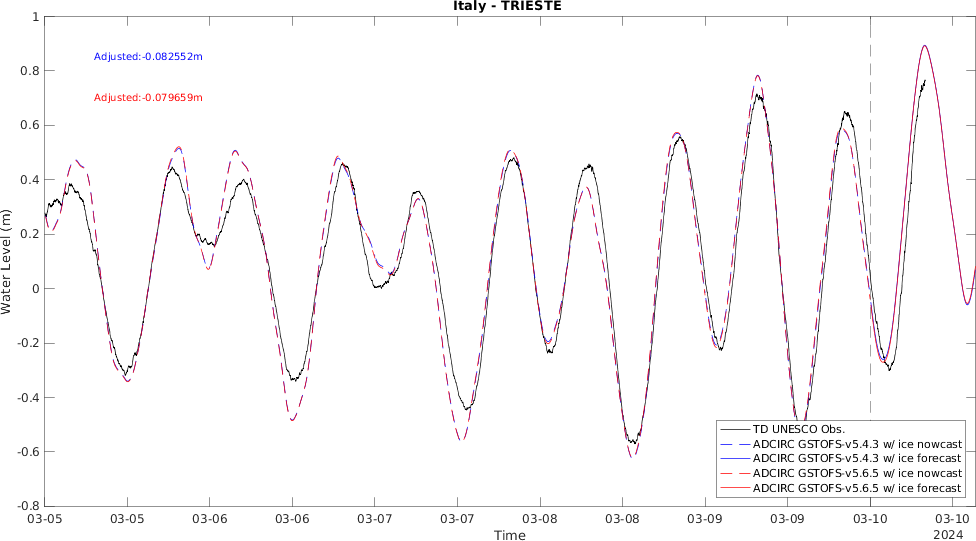 Italy - TRIESTE
Adjusted:-0.082552m
Adjusted:-0.079659m
Water Level (m)
1
0.8
0.6
0.4
0.2
0
-0.2
-0.4
-0.6
-0.8
TD UNESCO Obs.
ADCIRC GSTOFS-v5.4.3 w/ ice nowcast
ADCIRC GSTOFS-v5.4.3 w/ ice forecast
ADCIRC GSTOFS-v5.6.5 w/ ice nowcast
ADCIRC GSTOFS-v5.6.5 w/ ice forecast
03-05 03-05 03-06 03-06 03-07 03-07 03-08 03-08 03-09 03-09 03-10 03-10
2024
Time